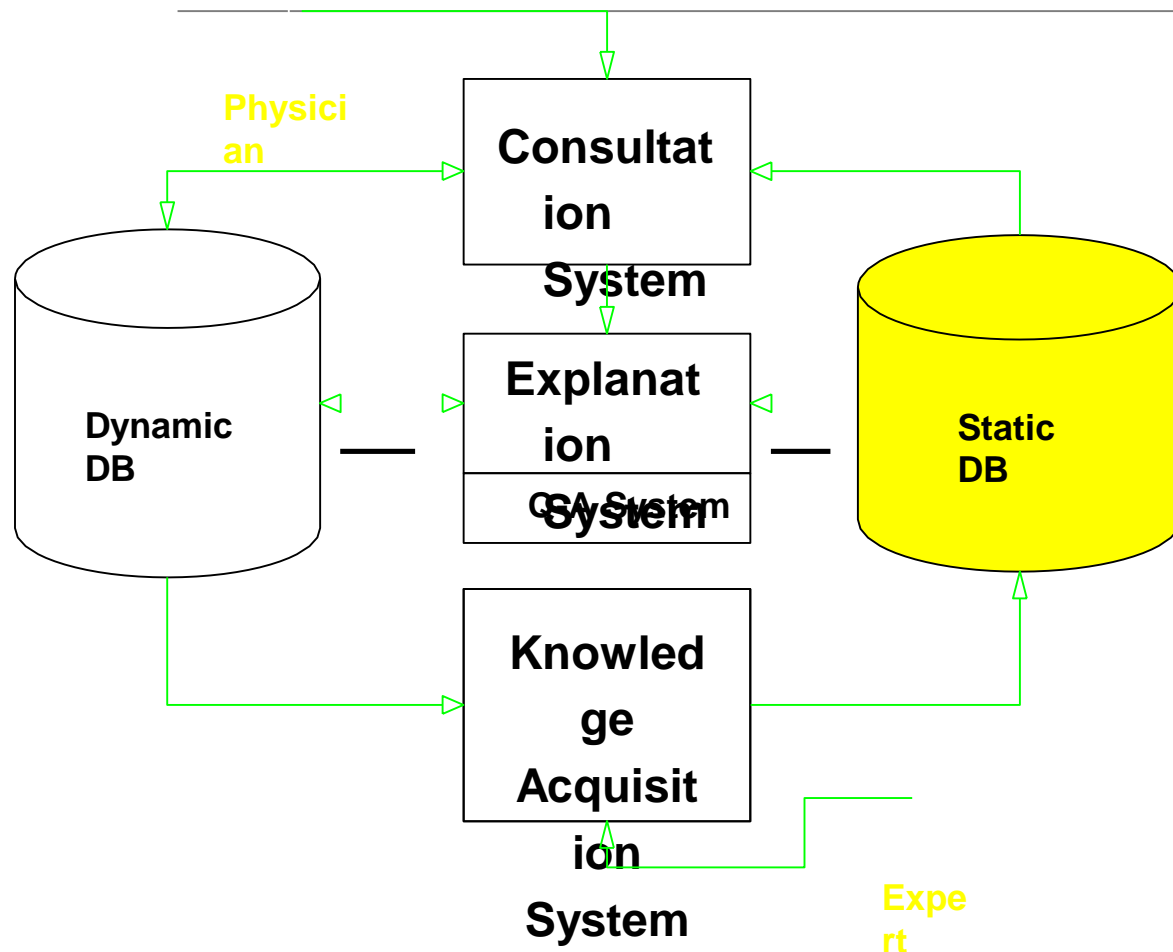 Physici
an
Consultat
ion
System
Explanat
ion
System
Q-A System
Dynamic
DB
Static
DB
Knowled
ge
Acquisit
ion
System
Expe
rt